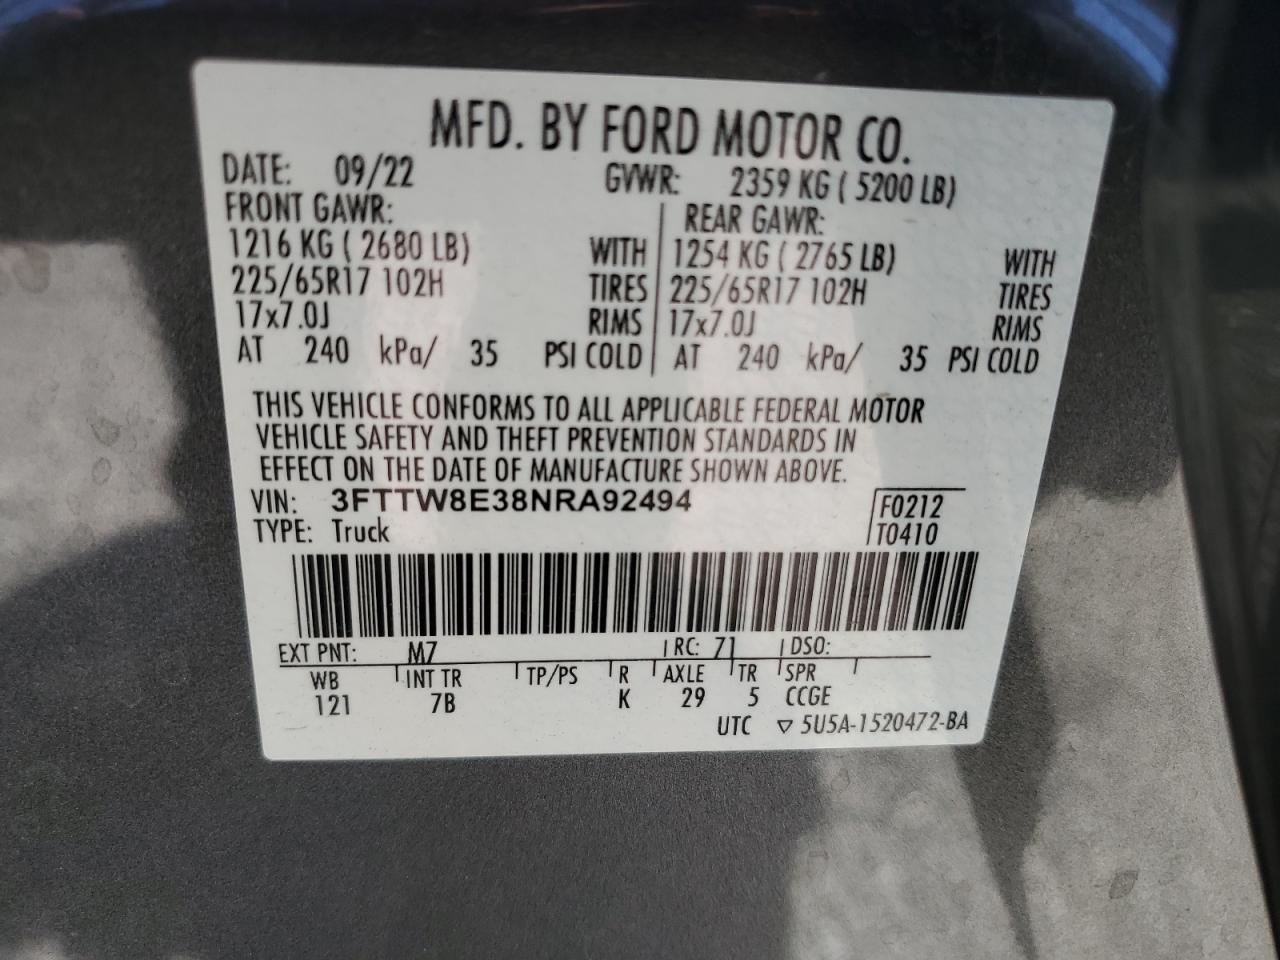 MFD. BY FORD MOTOR CO.
DATE: 09/22 GVWR: 2359 KG ( 5200 LB)
FRONT GAWR: REAR GAWR:
1216 KG ( 2680 LB) WITH 1254 KG ( 2765 LB) WITH
225/65R17 102H TIRES 225/65R17 102H TIRES
17x7.0J RIMS 17x7.0J RIMS
AT 240 kPa/ 35 PSI COLD AT 240 kPa/ 35 PSI COLD
THIS VEHICLE CONFORMS TO ALL APPLICABLE FEDERAL MOTOR
VEHICLE SAFETY AND THEFT PREVENTION STANDARDS IN
EFFECT ON THE DATE OF MANUFACTURE SHOWN ABOVE.
VIN: 3FTTW8E38NRA92494 F0212
TYPE: Truck T0410
EXT PNT: M7 RC: 71 DSO:
WB INT TR TP/PS R AXLE TR SPR
121 7B K 29 5 CCGE
UTC ▽ 5U5A-1520472-BA